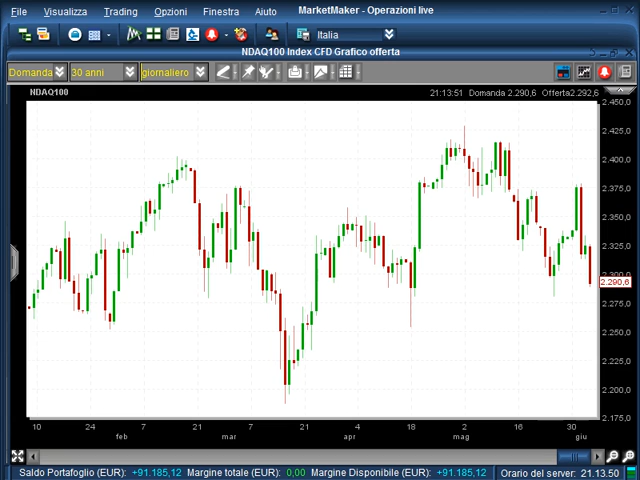 File Visualizza Trading Opzioni Finestra Aiuto MarketMaker - Operazioni live
Italia
NDAQ100 Index CFD Grafico offerta
Domanda 30 anni giornaliero
NDAQ100 21:13:51 Domanda 2.290,6 Offerta2.292,6
2.450,0
2.425,0
2.400,0
2.375,0
2.350,0
2.325,0
2.300,0
2.290,6
2.275,0
2.250,0
2.225,0
2.200,0
2.175,0
10 24 7 21 7 21 4 18 2 16 30
feb mar apr mag giu
Saldo Portafoglio (EUR): +91.185,12 Margine totale (EUR): 0,00 Margine Disponibile (EUR): +91.185,12 Orario del server: 21.13.50